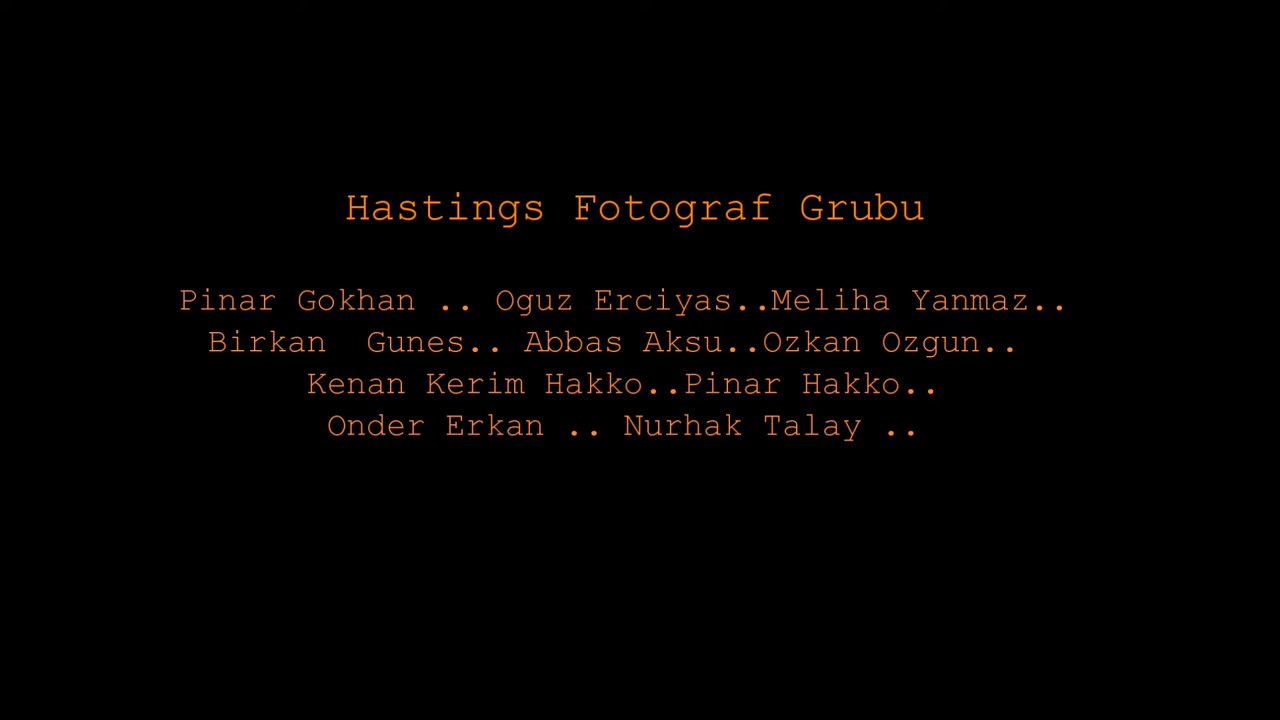 Hastings Fotograf Grubu
Pinar Gokhan .. Oguz Erciyas..Meliha Yanmaz..
Birkan  Gunes.. Abbas Aksu..Ozkan Ozgun..
Kenan Kerim Hakko..Pinar Hakko..
Onder Erkan .. Nurhak Talay ..